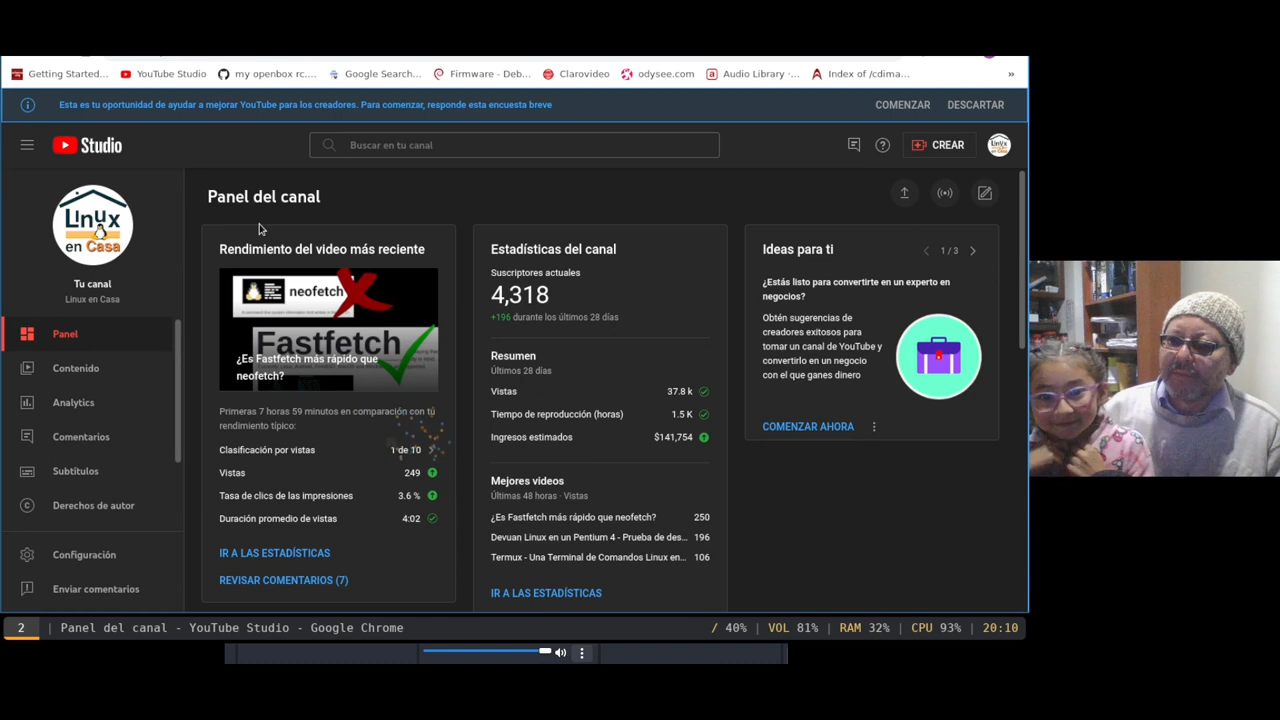 Getting Started... YouTube Studio my openbox rc.... Google Search... Firmware - Deb... Clarovideo odysee.com Audio Library -... Index of /cdima... »
Esta es tu oportunidad de ayudar a mejorar YouTube para los creadores. Para comenzar, responde esta encuesta breve COMENZAR DESCARTAR
Studio Buscar en tu canal CREAR
Linux
en Casa
Tu canal
Linux en Casa
Panel
Contenido
Analytics
Comentarios
Subtítulos
Derechos de autor
Configuración
Enviar comentarios
Panel del canal
Rendimiento del video más reciente
neofetch
Fastfetch
¿Es Fastfetch más rápido que
neofetch?
Primeras 7 horas 59 minutos en comparación con tu
rendimiento típico:
Clasificación por vistas 1 de 10
Vistas 249
Tasa de clics de las impresiones 3.6 %
Duración promedio de vistas 4:02
IR A LAS ESTADÍSTICAS
REVISAR COMENTARIOS (7)
Estadísticas del canal
Suscriptores actuales
4,318
+196 durante los últimos 28 días
Resumen
Últimos 28 días
Vistas 37.8 k
Tiempo de reproducción (horas) 1.5 K
Ingresos estimados $141,754
Mejores videos
Últimas 48 horas · Vistas
¿Es Fastfetch más rápido que neofetch? 250
Devuan Linux en un Pentium 4 - Prueba de des... 196
Termux - Una Terminal de Comandos Linux en... 106
IR A LAS ESTADÍSTICAS
Ideas para ti 1 / 3
¿Estás listo para convertirte en un experto en
negocios?
Obtén sugerencias de
creadores exitosos para
tomar un canal de YouTube y
convertirlo en un negocio
con el que ganes dinero
COMENZAR AHORA
2 | Panel del canal - YouTube Studio - Google Chrome / 40% | VOL 81% | RAM 32% | CPU 93% | 20:10